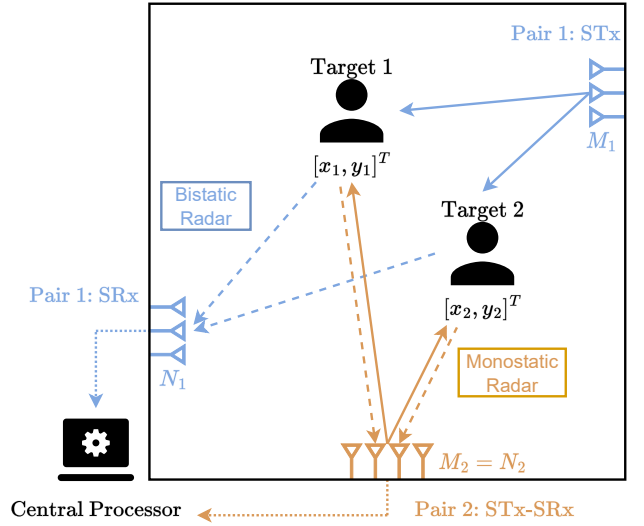 Pair 1: STx
Target 1
$M_1$
$[x_1, y_1]^T$
Bistatic
Radar
Target 2
Pair 1: SRx
$[x_2, y_2]^T$
Monostatic
Radar
$N_1$
$M_2 = N_2$
Central Processor
Pair 2: STx-SRx